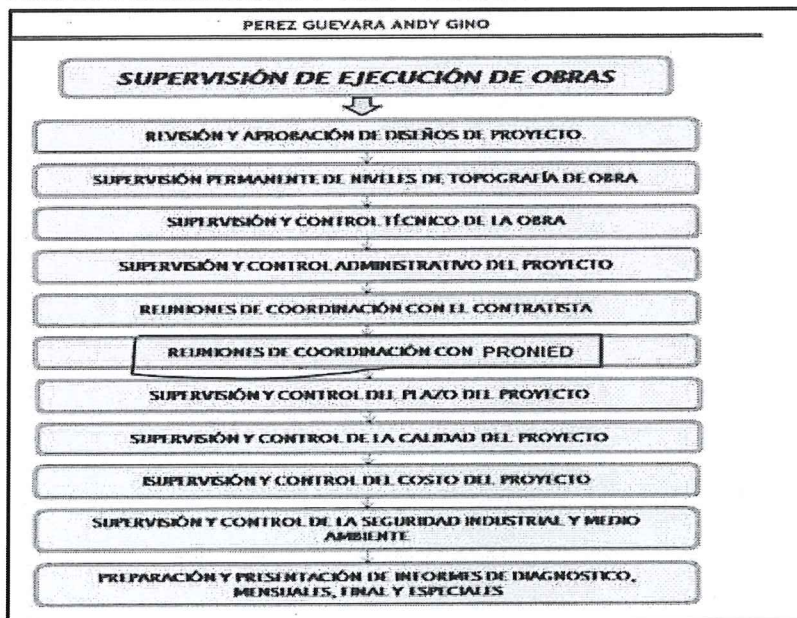 PEREZ GUEVARA ANDY GINO
SUPERVISIÓN DE EJECUCIÓN DE OBRAS
REVISIÓN Y APROBACIÓN DE DISEÑOS DE PROYECTO.
SUPERVISIÓN PERMANENTE DE NIVELES DE TOPOGRAFÍA DE OBRA
SUPERVISIÓN Y CONTROL TÉCNICO DE LA OBRA
SUPERVISIÓN Y CONTROL ADMINISTRATIVO DEL PROYECTO
REUNIONES DE COORDINACIÓN CON EL CONTRATISTA
REUNIONES DE COORDINACIÓN CON PRONIED
SUPERVISIÓN Y CONTROL DEL PLAZO DEL PROYECTO
SUPERVISIÓN Y CONTROL DE LA CALIDAD DEL PROYECTO
ISUPERVISIÓN Y CONTROL DEL COSTO DEL PROYECTO
SUPERVISIÓN Y CONTROL DE LA SEGURIDAD INDUSTRIAL Y MEDIO
AMBIENTE
PREPARACIÓN Y PRESENTACIÓN DE INFORMES DE DIAGNOSTICO,
MENSUALES, FINAL Y ESPECIALES